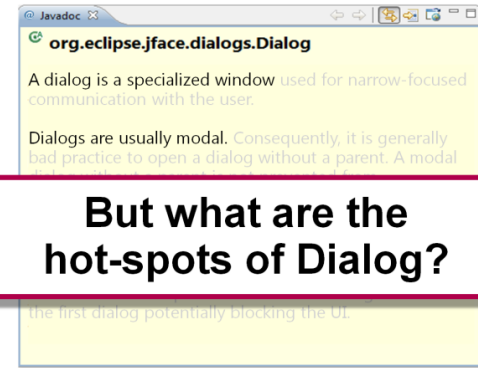 Javadoc
org.eclipse.jface.dialogs.Dialog
A dialog is a specialized window used for narrow-focused
communication with the user.
Dialogs are usually modal. Consequently, it is generally
bad practice to open a dialog without a parent. A modal
But what are the
hot-spots of Dialog?
the first dialog potentially blocking the UI.